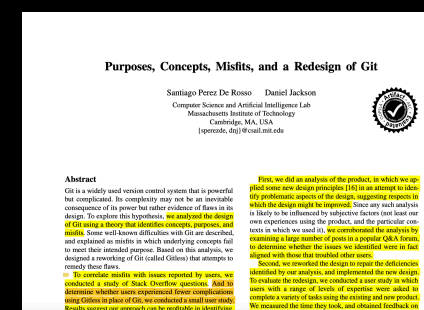 Purposes, Concepts, Misfits, and a Redesign of Git
Santiago Perez De Rosso Daniel Jackson
Computer Science and Artificial Intelligence Lab
Massachusetts Institute of Technology
Cambridge, MA, USA
{sperezde, dnj}@csail.mit.edu
Artifact
Evaluated
Abstract
Git is a widely used version control system that is powerful
but complicated. Its complexity may not be an inevitable
consequence of its power but rather evidence of flaws in its
design. To explore this hypothesis, we analyzed the design
of Git using a theory that identifies concepts, purposes, and
misfits. Some well-known difficulties with Git are described,
and explained as misfits in which underlying concepts fail
to meet their intended purpose. Based on this analysis, we
designed a reworking of Git (called Gitless) that attempts to
remedy these flaws.
To correlate misfits with issues reported by users, we
conducted a study of Stack Overflow questions. And to
determine whether users experienced fewer complications
using Gitless in place of Git, we conducted a small user study.
Results suggest our approach can be profitable in identifying
First, we did an analysis of the product, in which we ap-
plied some new design principles [16] in an attempt to iden-
tify problematic aspects of the design, suggesting respects in
which the design might be improved. Since any such analysis
is likely to be influenced by subjective factors (not least our
own experiences using the product, and the particular con-
texts in which we used it), we corroborated the analysis by
examining a large number of posts in a popular Q&A forum,
to determine whether the issues we identified were in fact
aligned with those that troubled other users.
Second, we reworked the design to repair the deficiencies
identified by our analysis, and implemented the new design.
To evaluate the redesign, we conducted a user study in which
users with a range of levels of expertise were asked to
complete a variety of tasks using the existing and new product.
We measured the time they took, and obtained feedback on